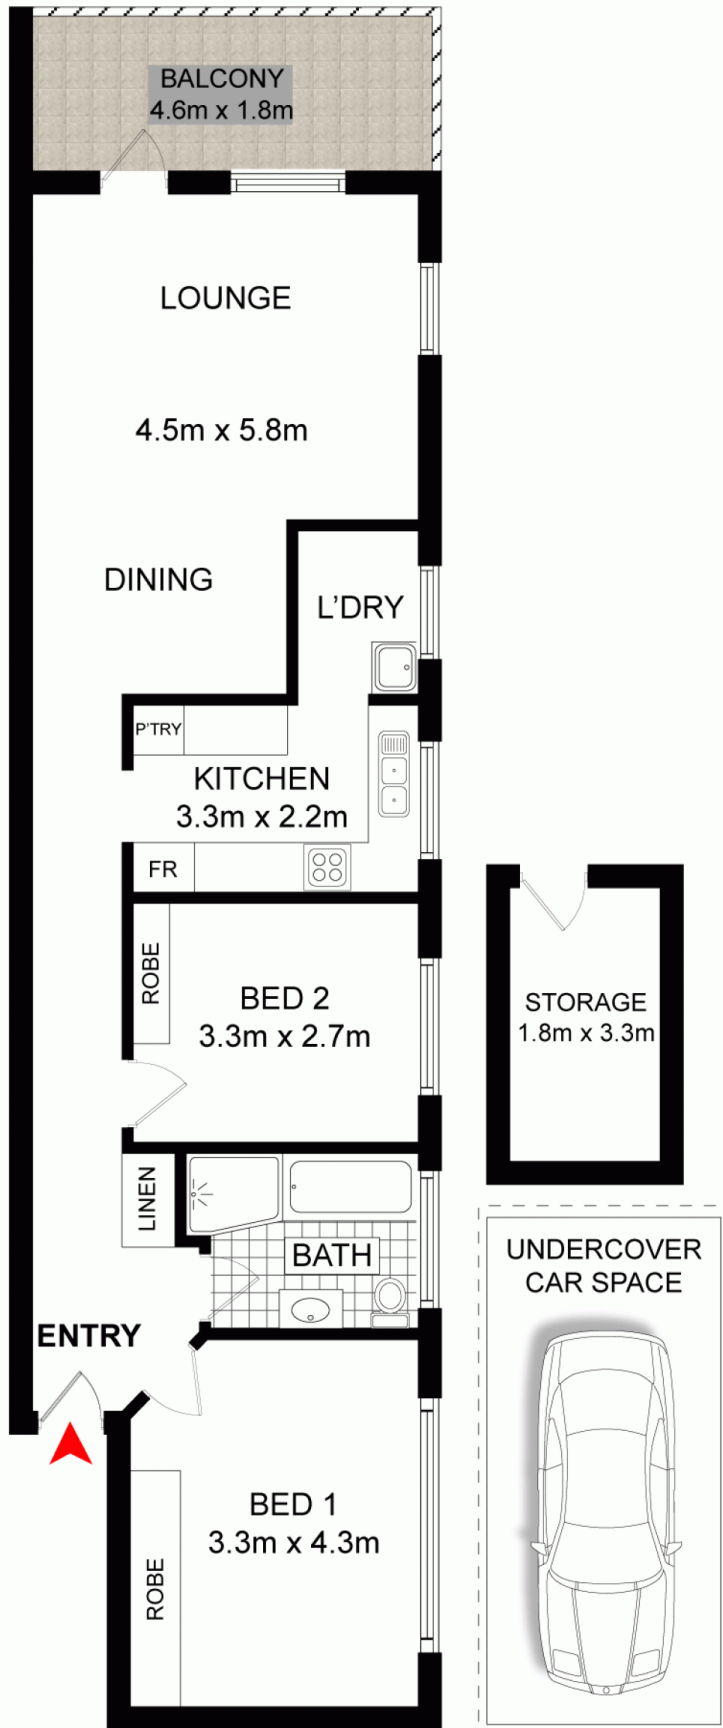 BALCONY
4.6m x 1.8m
LOUNGE
4.5m x 5.8m
DINING
L'DRY
P'TRY
KITCHEN
3.3m x 2.2m
FR
ROBE
BED 2
3.3m x 2.7m
STORAGE
1.8m x 3.3m
LINEN
BATH
UNDERCOVER
CAR SPACE
ENTRY
BED 1
3.3m x 4.3m
ROBE